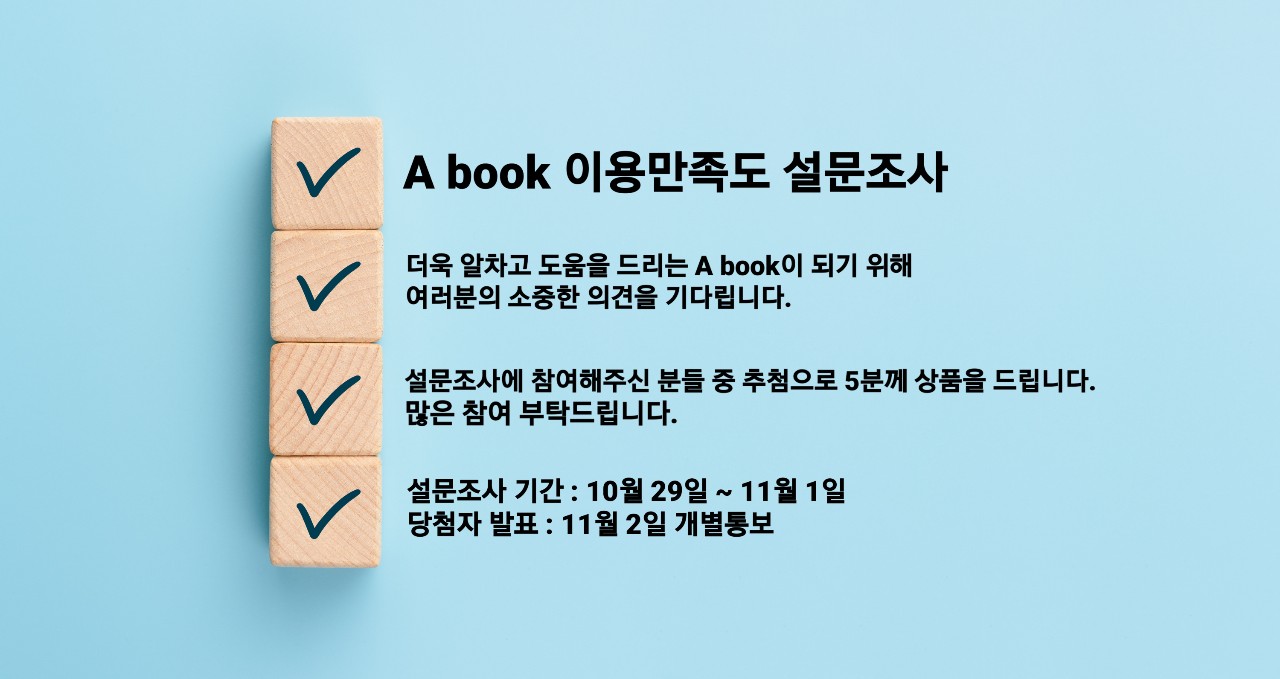 A book 이용만족도 설문조사
더욱 알차고 도움을 드리는 A book이 되기 위해
여러분의 소중한 의견을 기다립니다.
설문조사에 참여해주신 분들 중 추첨으로 5분께 상품을 드립니다.
많은 참여 부탁드립니다.
설문조사 기간 : 10월 29일 ~ 11월 1일
당첨자 발표 : 11월 2일 개별통보